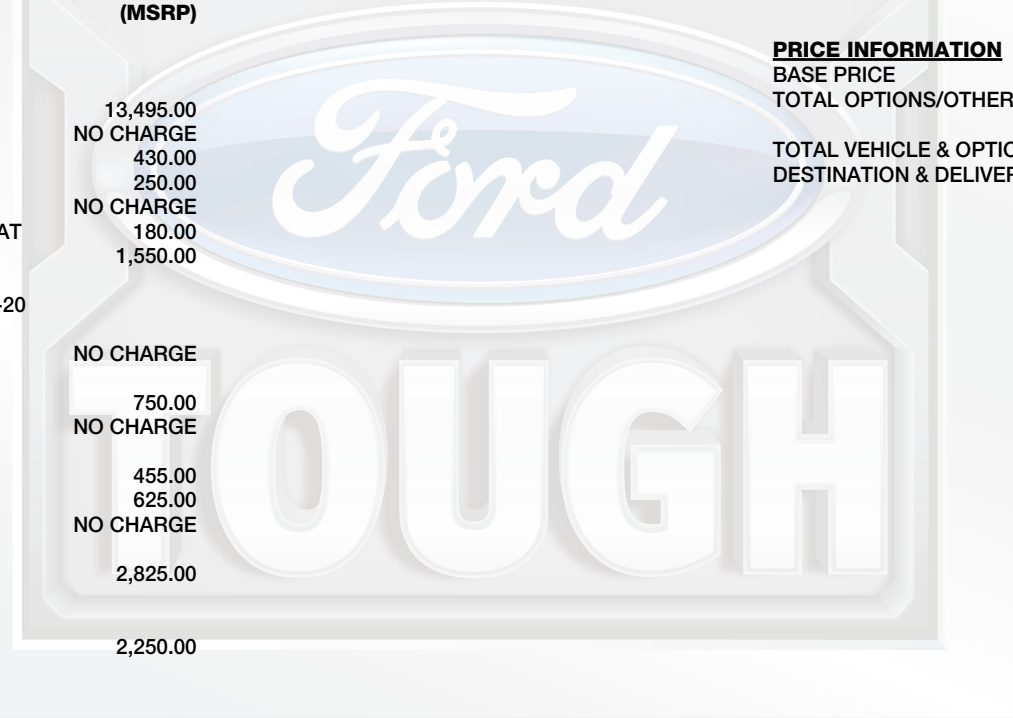 (MSRP)
13,495.00
NO CHARGE
430.00
250.00
NO CHARGE
AT 180.00
1,550.00
-20
NO CHARGE
750.00
NO CHARGE
455.00
625.00
NO CHARGE
2,825.00
2,250.00
PRICE INFORMATION
BASE PRICE
TOTAL OPTIONS/OTHER
TOTAL VEHICLE & OPTIO
DESTINATION & DELIVER
Ford
TOUGH